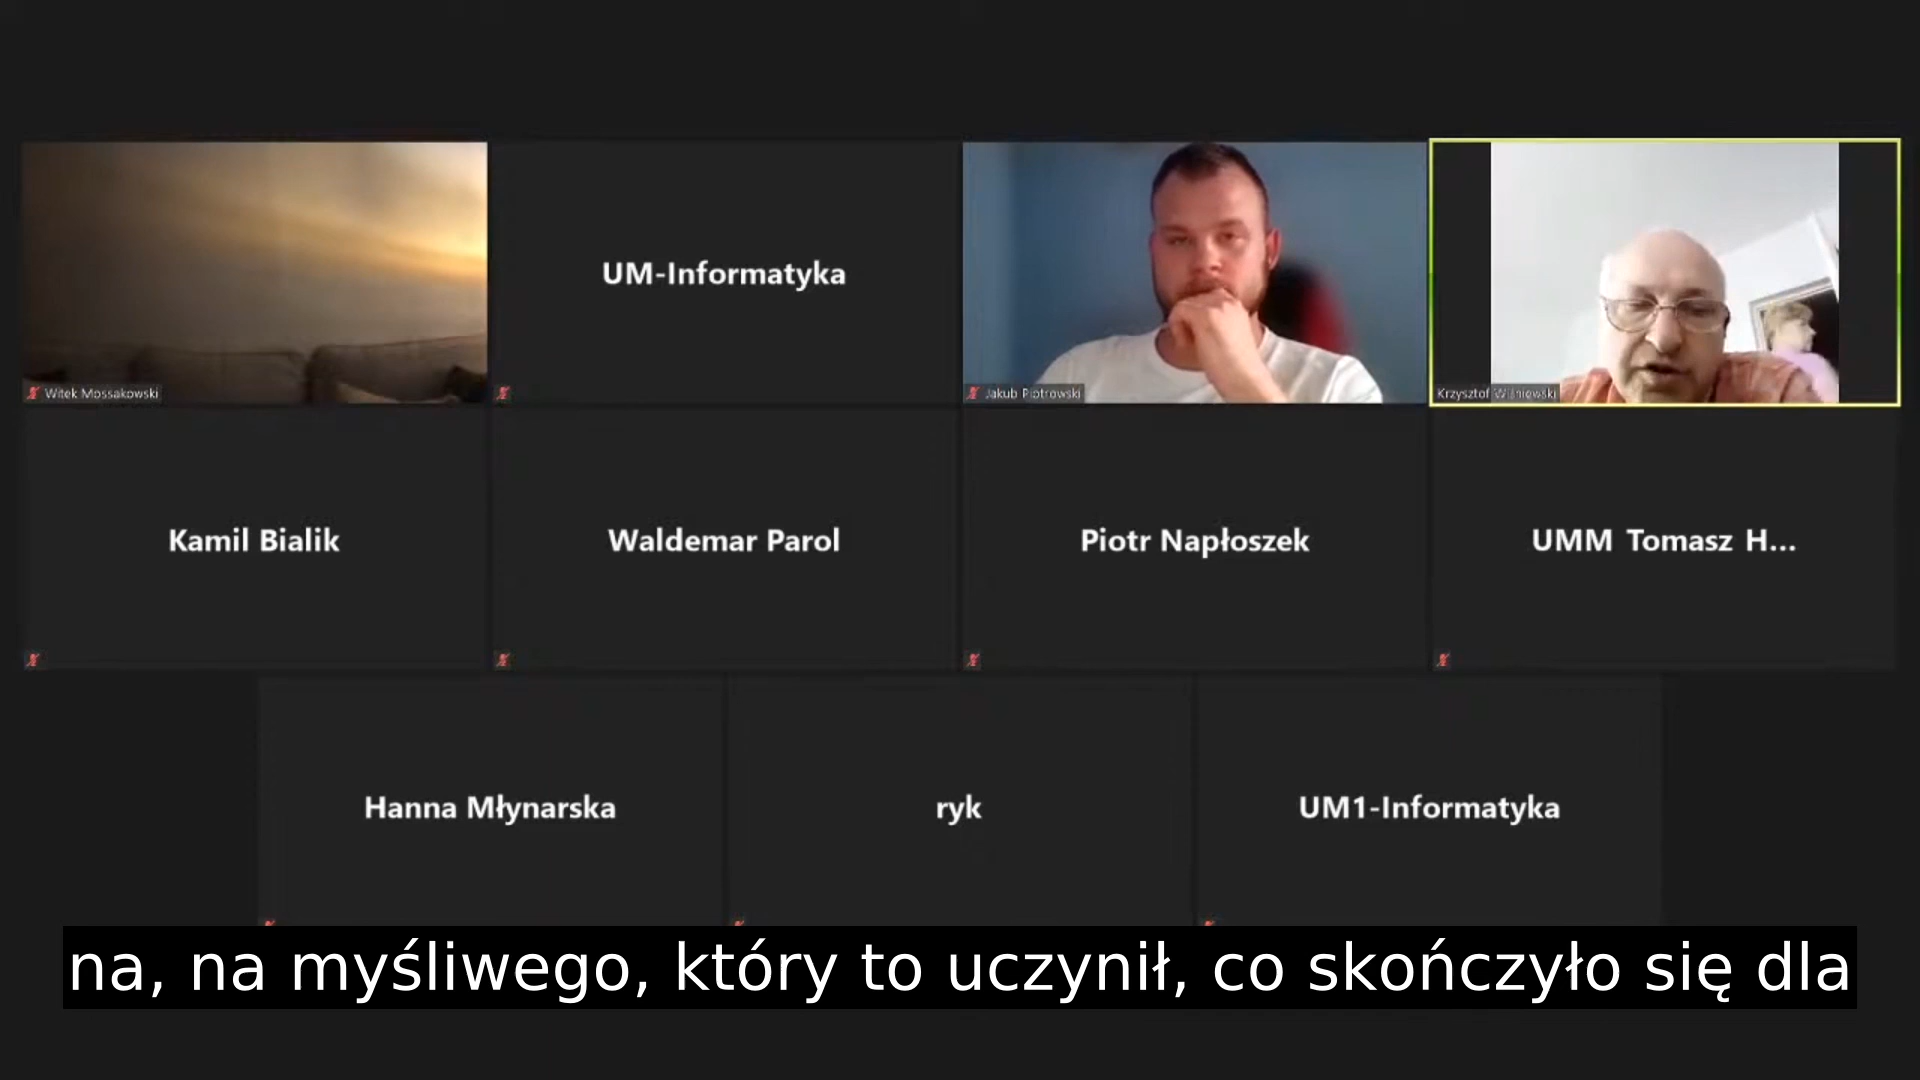 UM-Informatyka
Witek Mossakowski
Jakub Piotrowski
Krzysztof Wiśniewski
Kamil Bialik
Waldemar Parol
Piotr Napłoszek
UMM Tomasz H...
Hanna Młynarska
ryk
UM1-Informatyka
na, na myśliwego, który to uczynił, co skończyło się dla